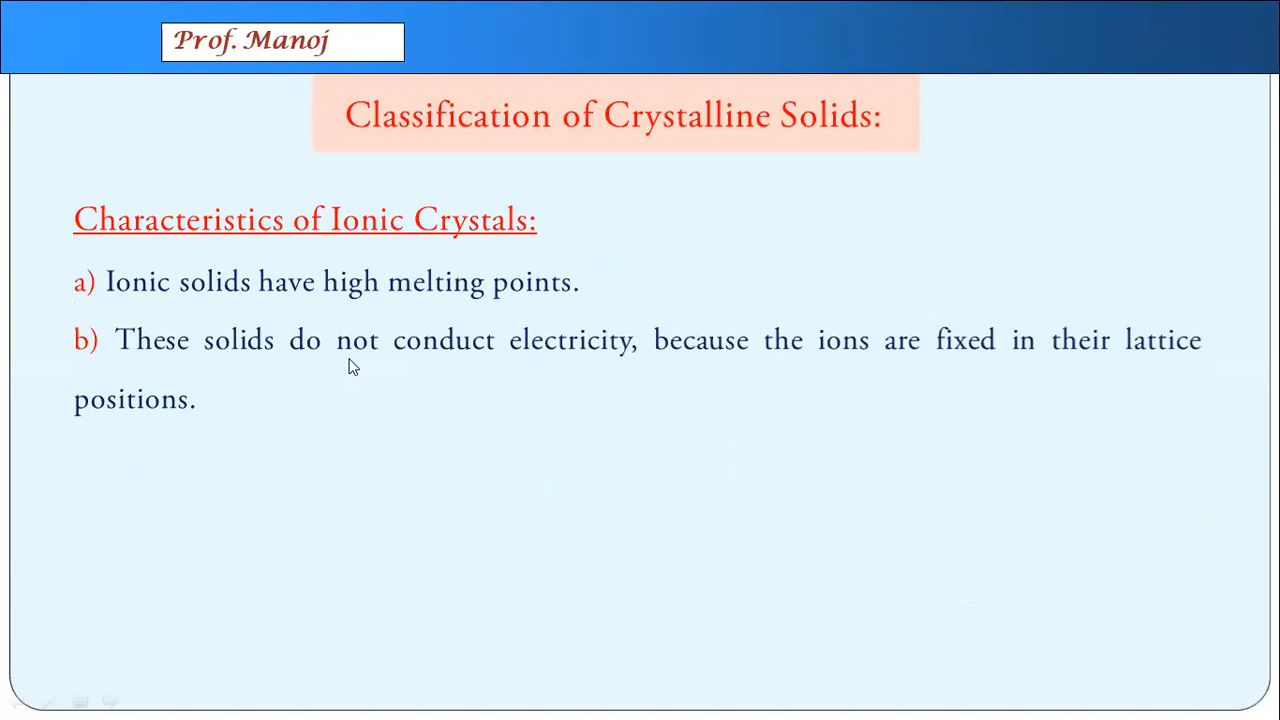 Prof. Manoj
Classification of Crystalline Solids:
Characteristics of Ionic Crystals:
a) Ionic solids have high melting points.
b) These solids do not conduct electricity, because the ions are fixed in their lattice
positions.